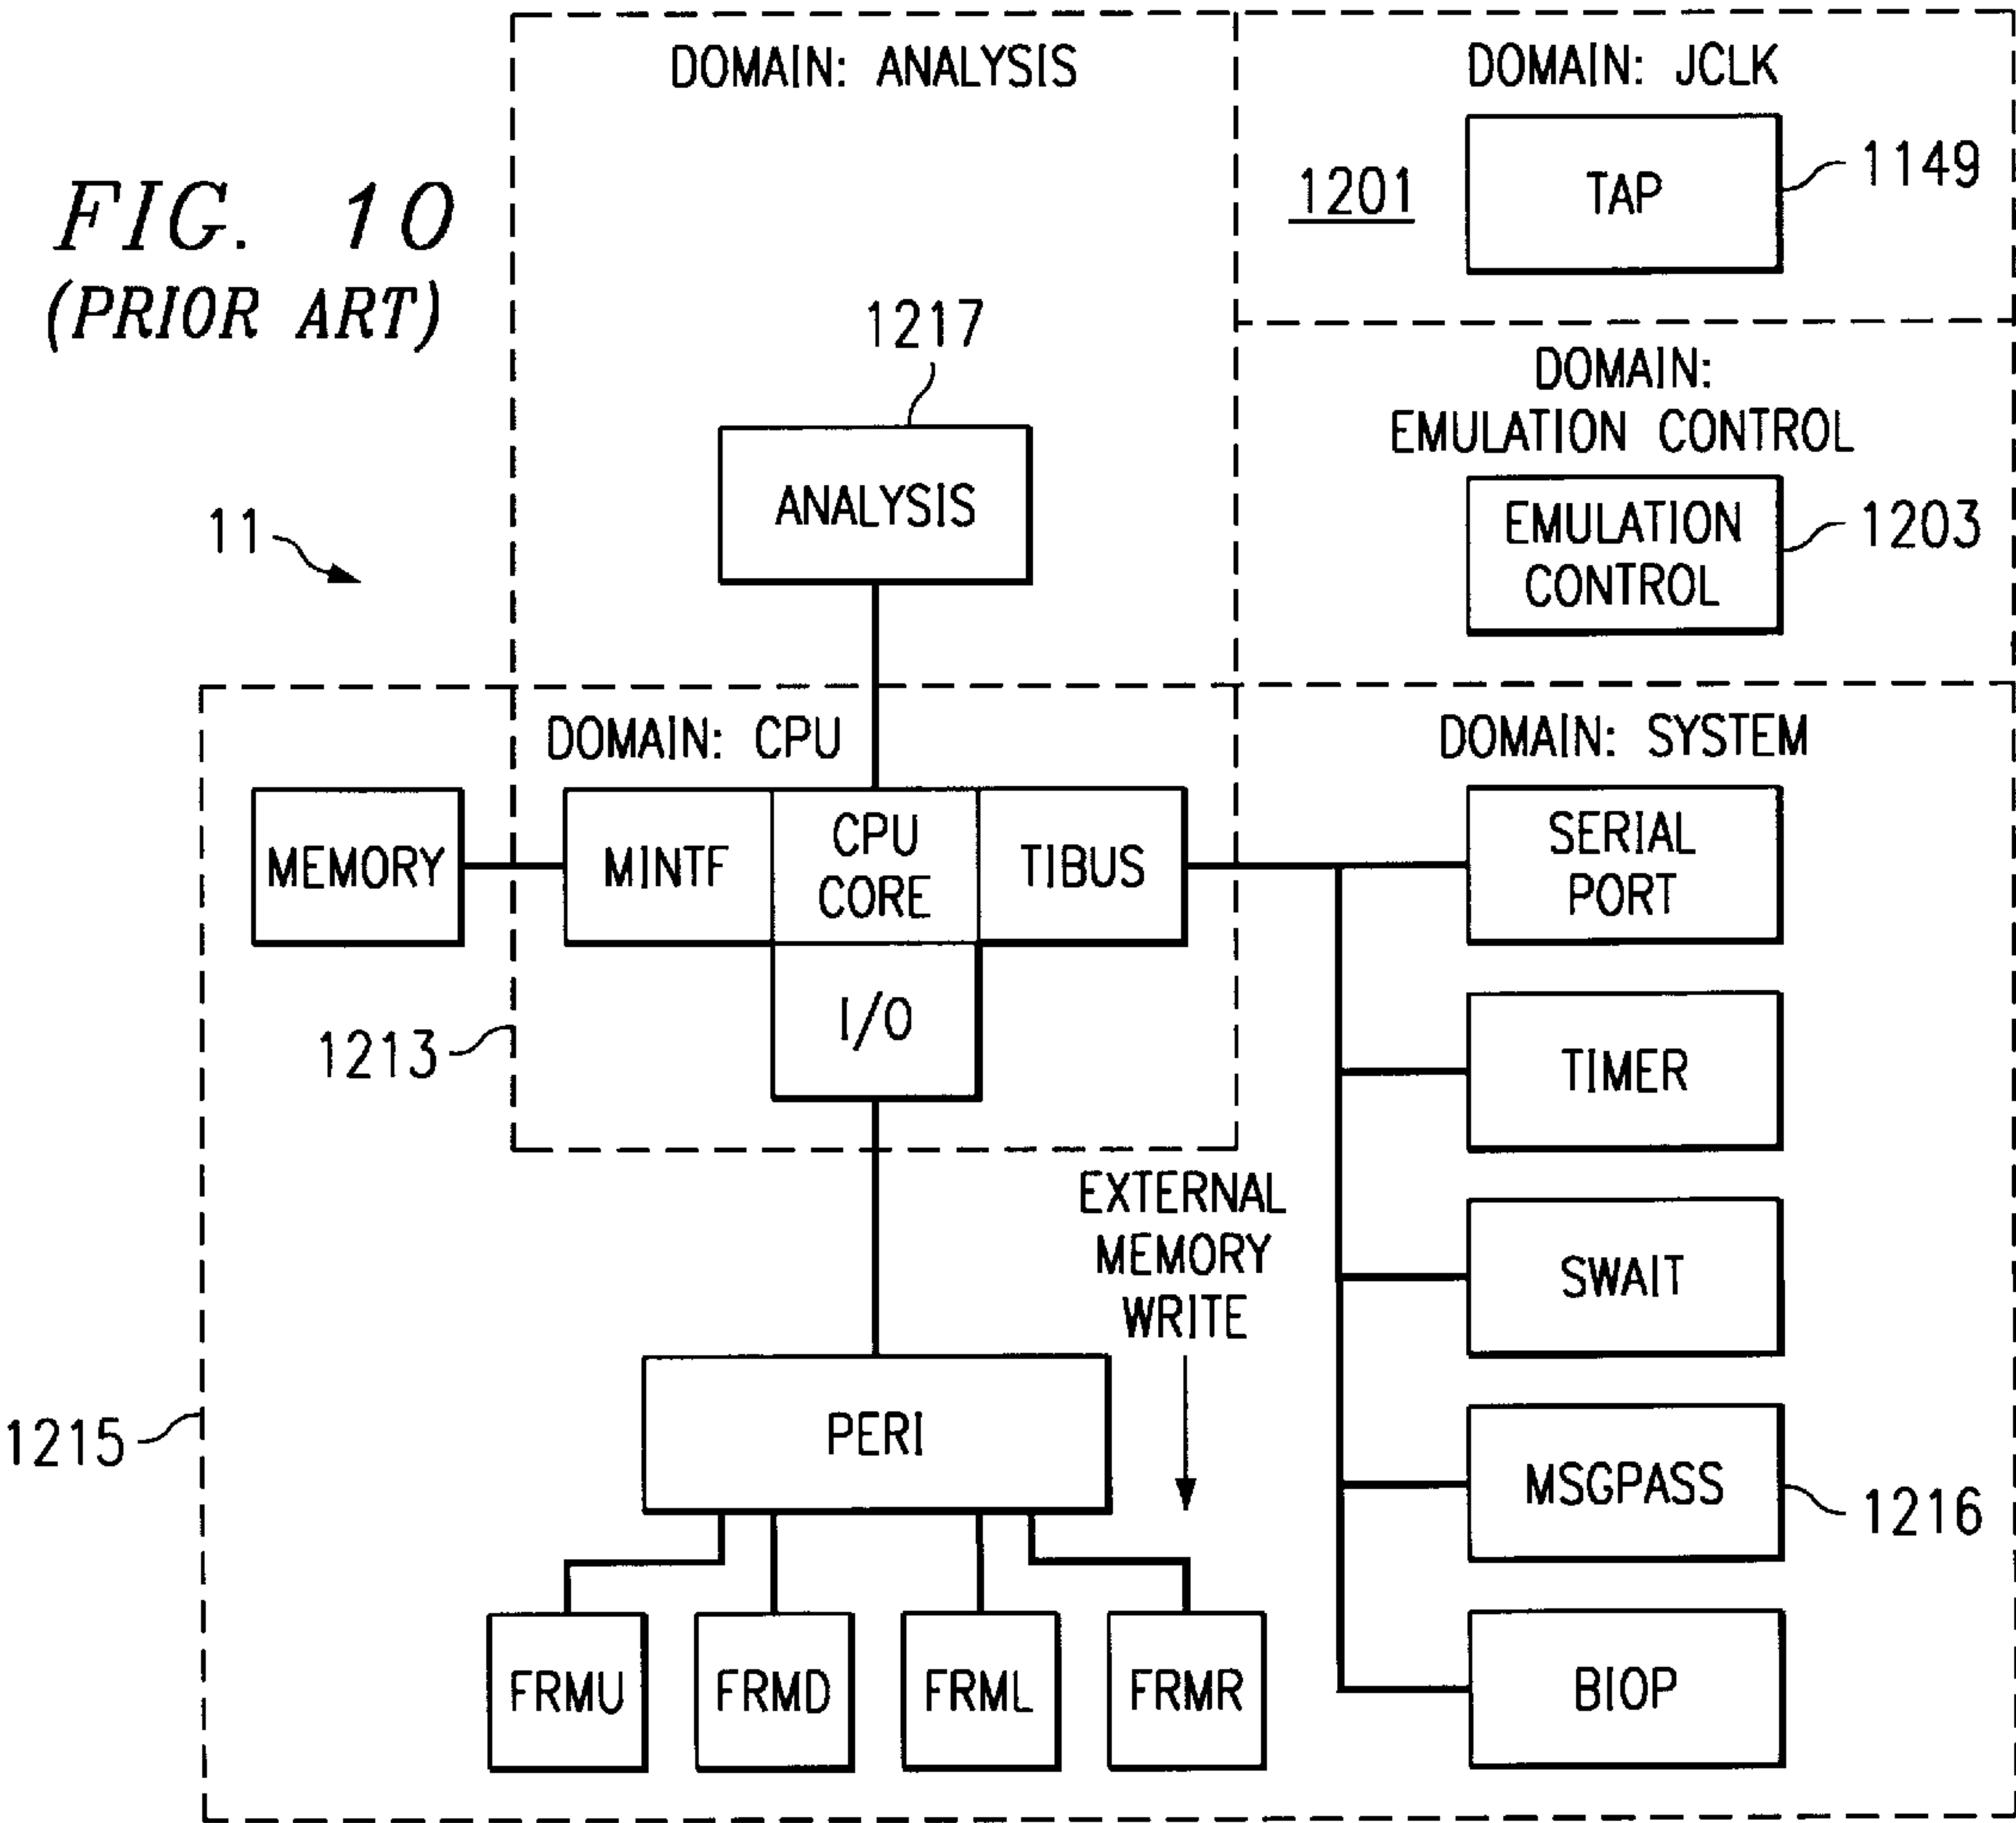 FIG. 10
(PRIOR ART)
DOMAIN: ANALYSIS
DOMAIN: JCLK
1201
TAP
1149
1217
ANALYSIS
DOMAIN:
EMULATION CONTROL
EMULATION
CONTROL
1203
11
DOMAIN: CPU
DOMAIN: SYSTEM
MEMORY
MINTF
CPU
CORE
TIBUS
I/O
1213
SERIAL
PORT
TIMER
SWAIT
MSGPASS
1216
BIOP
EXTERNAL
MEMORY
WRITE
PERI
1215
FRMU
FRMD
FRML
FRMR